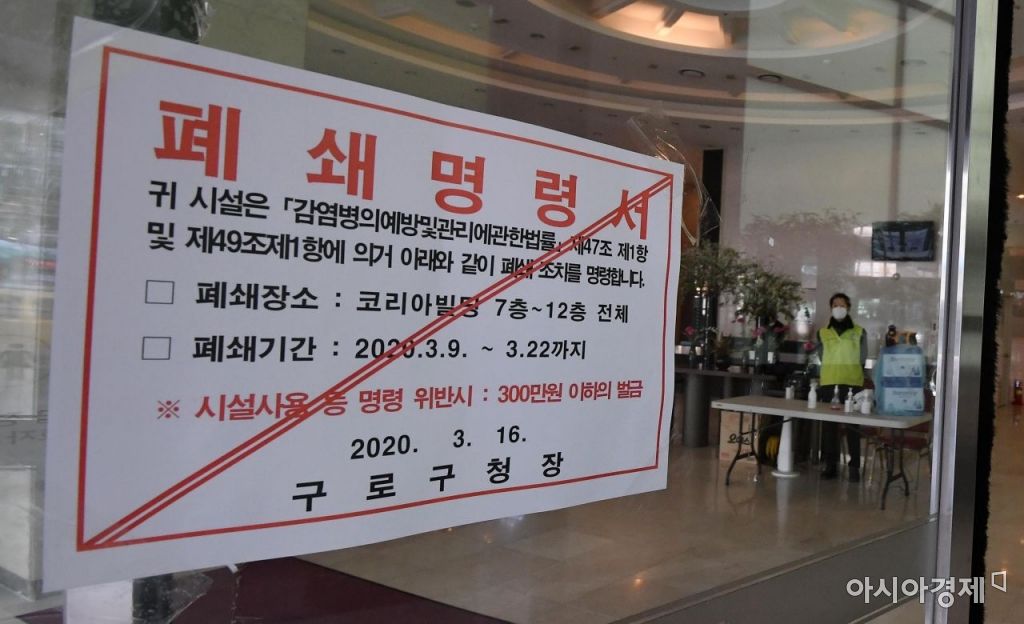 폐쇄명령서
귀 시설은 「감염병의예방및관리에관한법률」 제47조 제1항
및 제49조제1항에 의거 아래와 같이 폐쇄 조치를 명령합니다.
□ 폐쇄장소 : 코리아빌딩 7층~12층 전체
□ 폐쇄기간 : 2020.3.9. ~ 3.22까지
※ 시설사용 등 명령 위반시 : 300만원 이하의 벌금
2020. 3. 16.
구로구청장
아시아경제